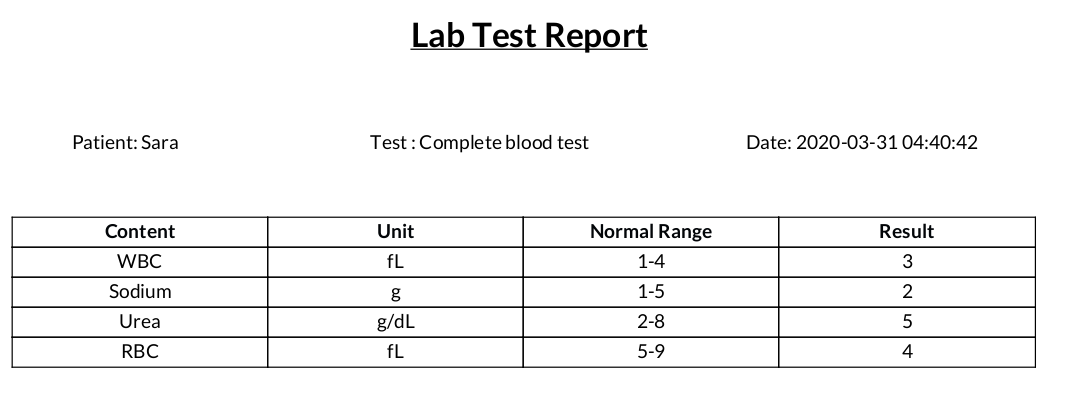 Lab Test Report
Patient: Sara Test : Complete blood test Date: 2020-03-31 04:40:42
Content Unit Normal Range Result
WBC fL 1-4 3
Sodium g 1-5 2
Urea g/dL 2-8 5
RBC fL 5-9 4